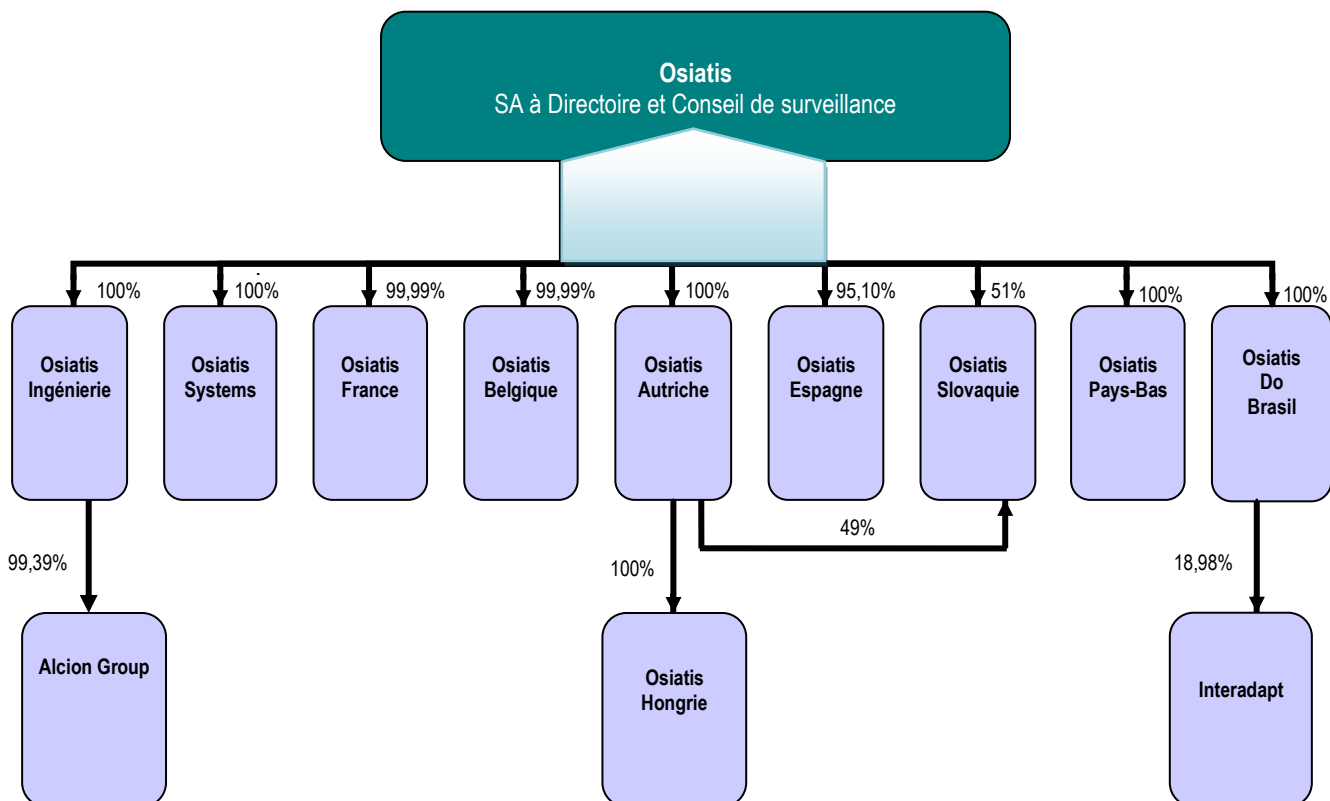 Osiatis
SA à Directoire et Conseil de surveillance
100%
100%
99,99%
99,99%
100%
95,10%
51%
100%
100%
Osiatis
Ingénierie
Osiatis
Systems
Osiatis
France
Osiatis
Belgique
Osiatis
Autriche
Osiatis
Espagne
Osiatis
Slovaquie
Osiatis
Pays-Bas
Osiatis
Do
Brasil
49%
99,39%
100%
18,98%
Alcion Group
Osiatis
Hongrie
Interadapt